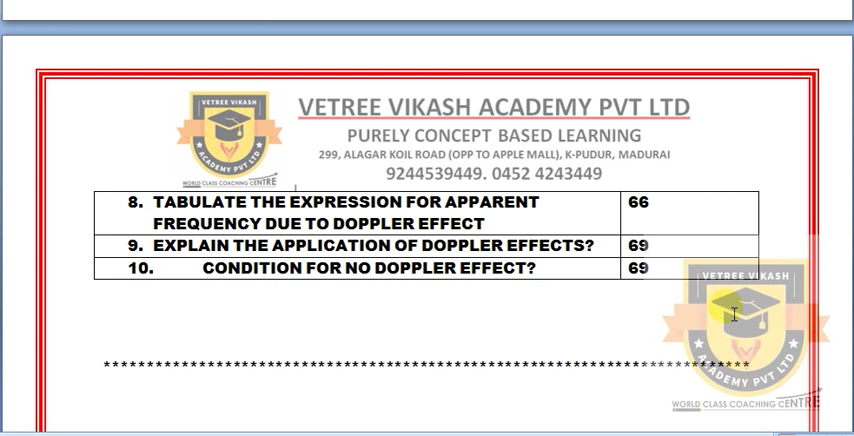 VETREE VIKASH
ACADEMY PVT LTD
WORLD CLASS COACHING CENTRE
VETREE VIKASH ACADEMY PVT LTD
PURELY CONCEPT BASED LEARNING
299, ALAGAR KOIL ROAD (OPP TO APPLE MALL), K-PUDUR, MADURAI
9244539449. 0452 4243449
8. TABULATE THE EXPRESSION FOR APPARENT 66
FREQUENCY DUE TO DOPPLER EFFECT
9. EXPLAIN THE APPLICATION OF DOPPLER EFFECTS? 69
10. CONDITION FOR NO DOPPLER EFFECT? 69
VETREE VIKASH
ACADEMY PVT LTD
WORLD CLASS COACHING CENTRE